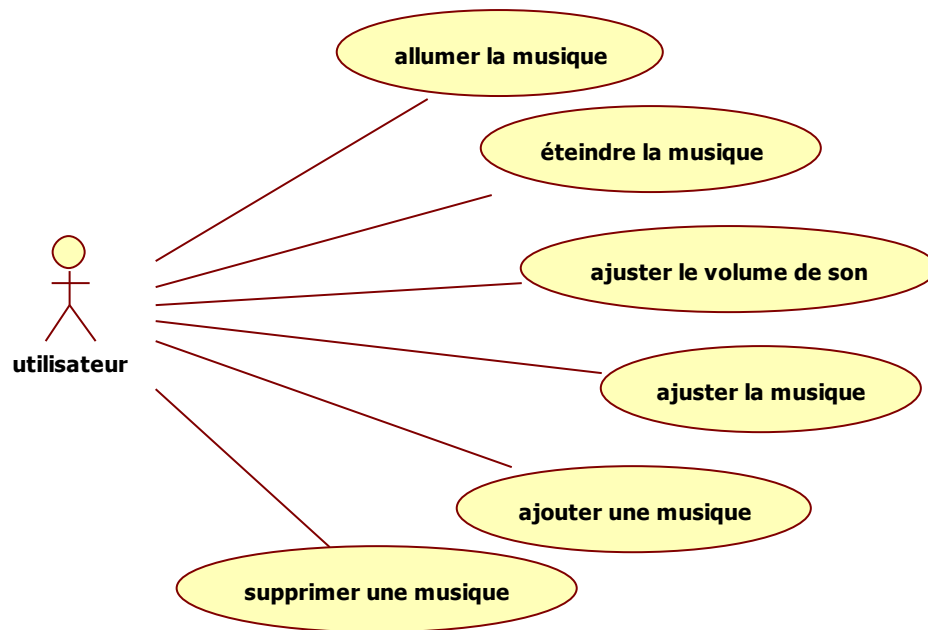 allumer la musique
éteindre la musique
ajuster le volume de son
utilisateur
ajuster la musique
ajouter une musique
supprimer une musique